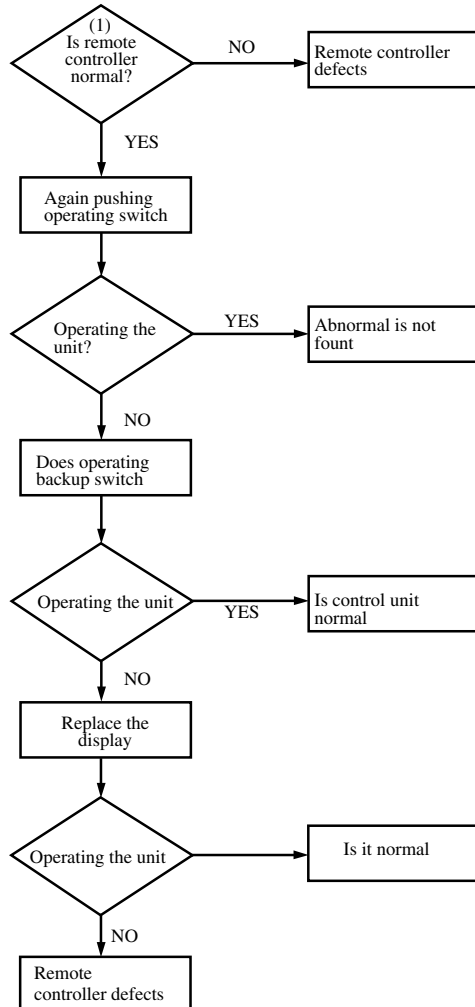 (1)
Is remote
controller
normal?
NO
Remote controller
defects
YES
Again pushing
operating switch
Operating the
unit?
YES
Abnormal is not
fount
NO
Does operating
backup switch
Operating the unit
YES
Is control unit
normal
NO
Replace the
display
Operating the unit
Is it normal
NO
Remote
controller defects